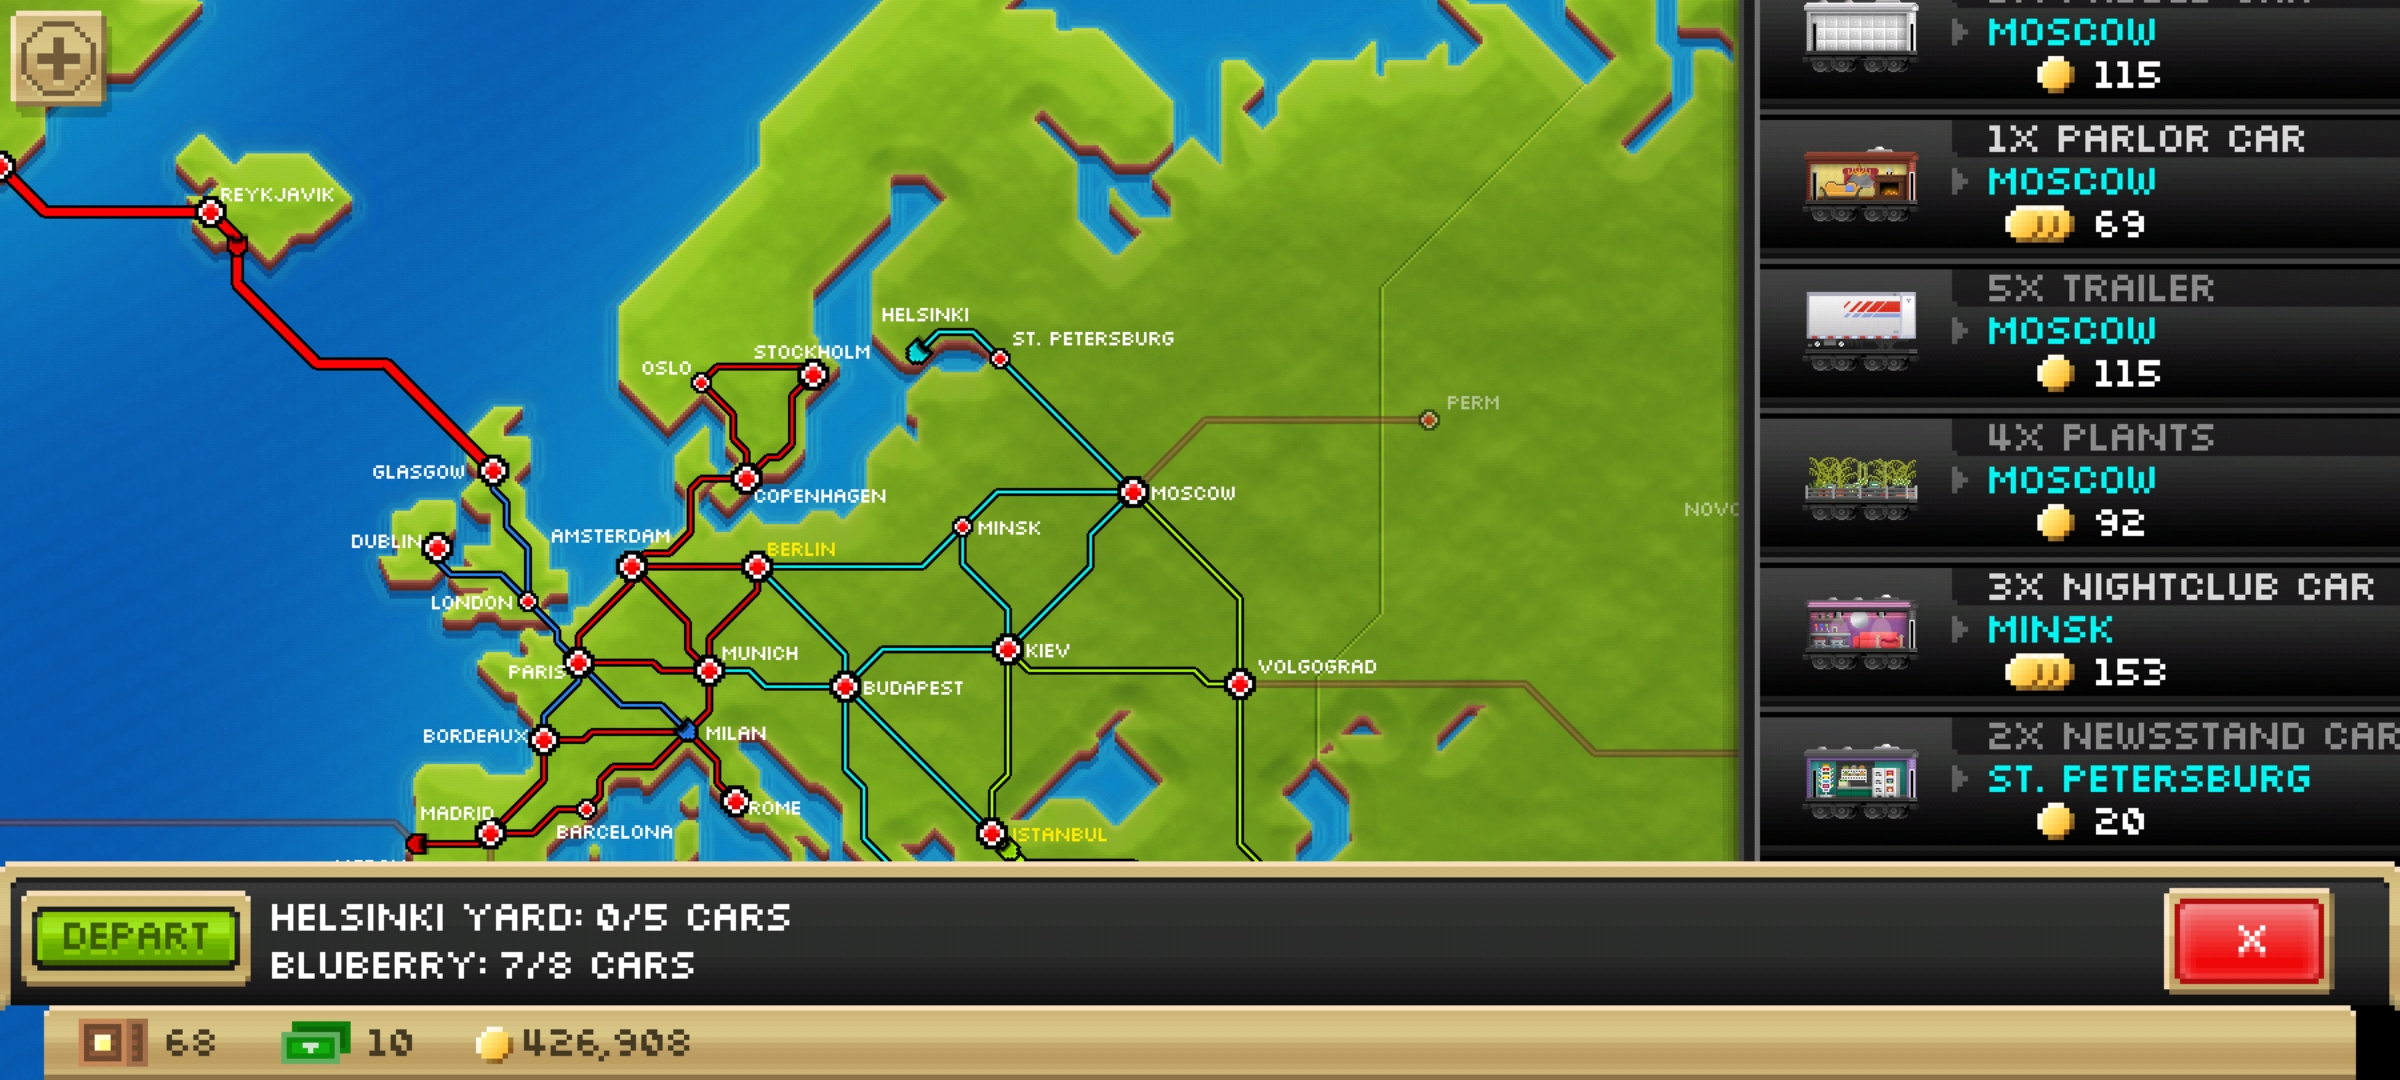 REYKJAVIK
HELSINKI
ST. PETERSBURG
STOCKHOLM
OSLO
PERM
GLASGOW
COPENHAGEN
MOSCOW
NOVO
MINSK
DUBLIN
AMSTERDAM
BERLIN
LONDON
MUNICH
KIEV
PARIS
VOLGOGRAD
BUDAPEST
BORDEAUX
MILAN
MADRID
ROME
BARCELONA
ISTANBUL
MOSCOW
115
1X PARLOR CAR
MOSCOW
69
5X TRAILER
MOSCOW
115
4X PLANTS
MOSCOW
92
3X NIGHTCLUB CAR
MINSK
153
2X NEWSSTAND CAR
ST. PETERSBURG
20
DEPART
HELSINKI YARD: 0/5 CARS
BLUBERRY: 7/8 CARS
X
68
10
426,908